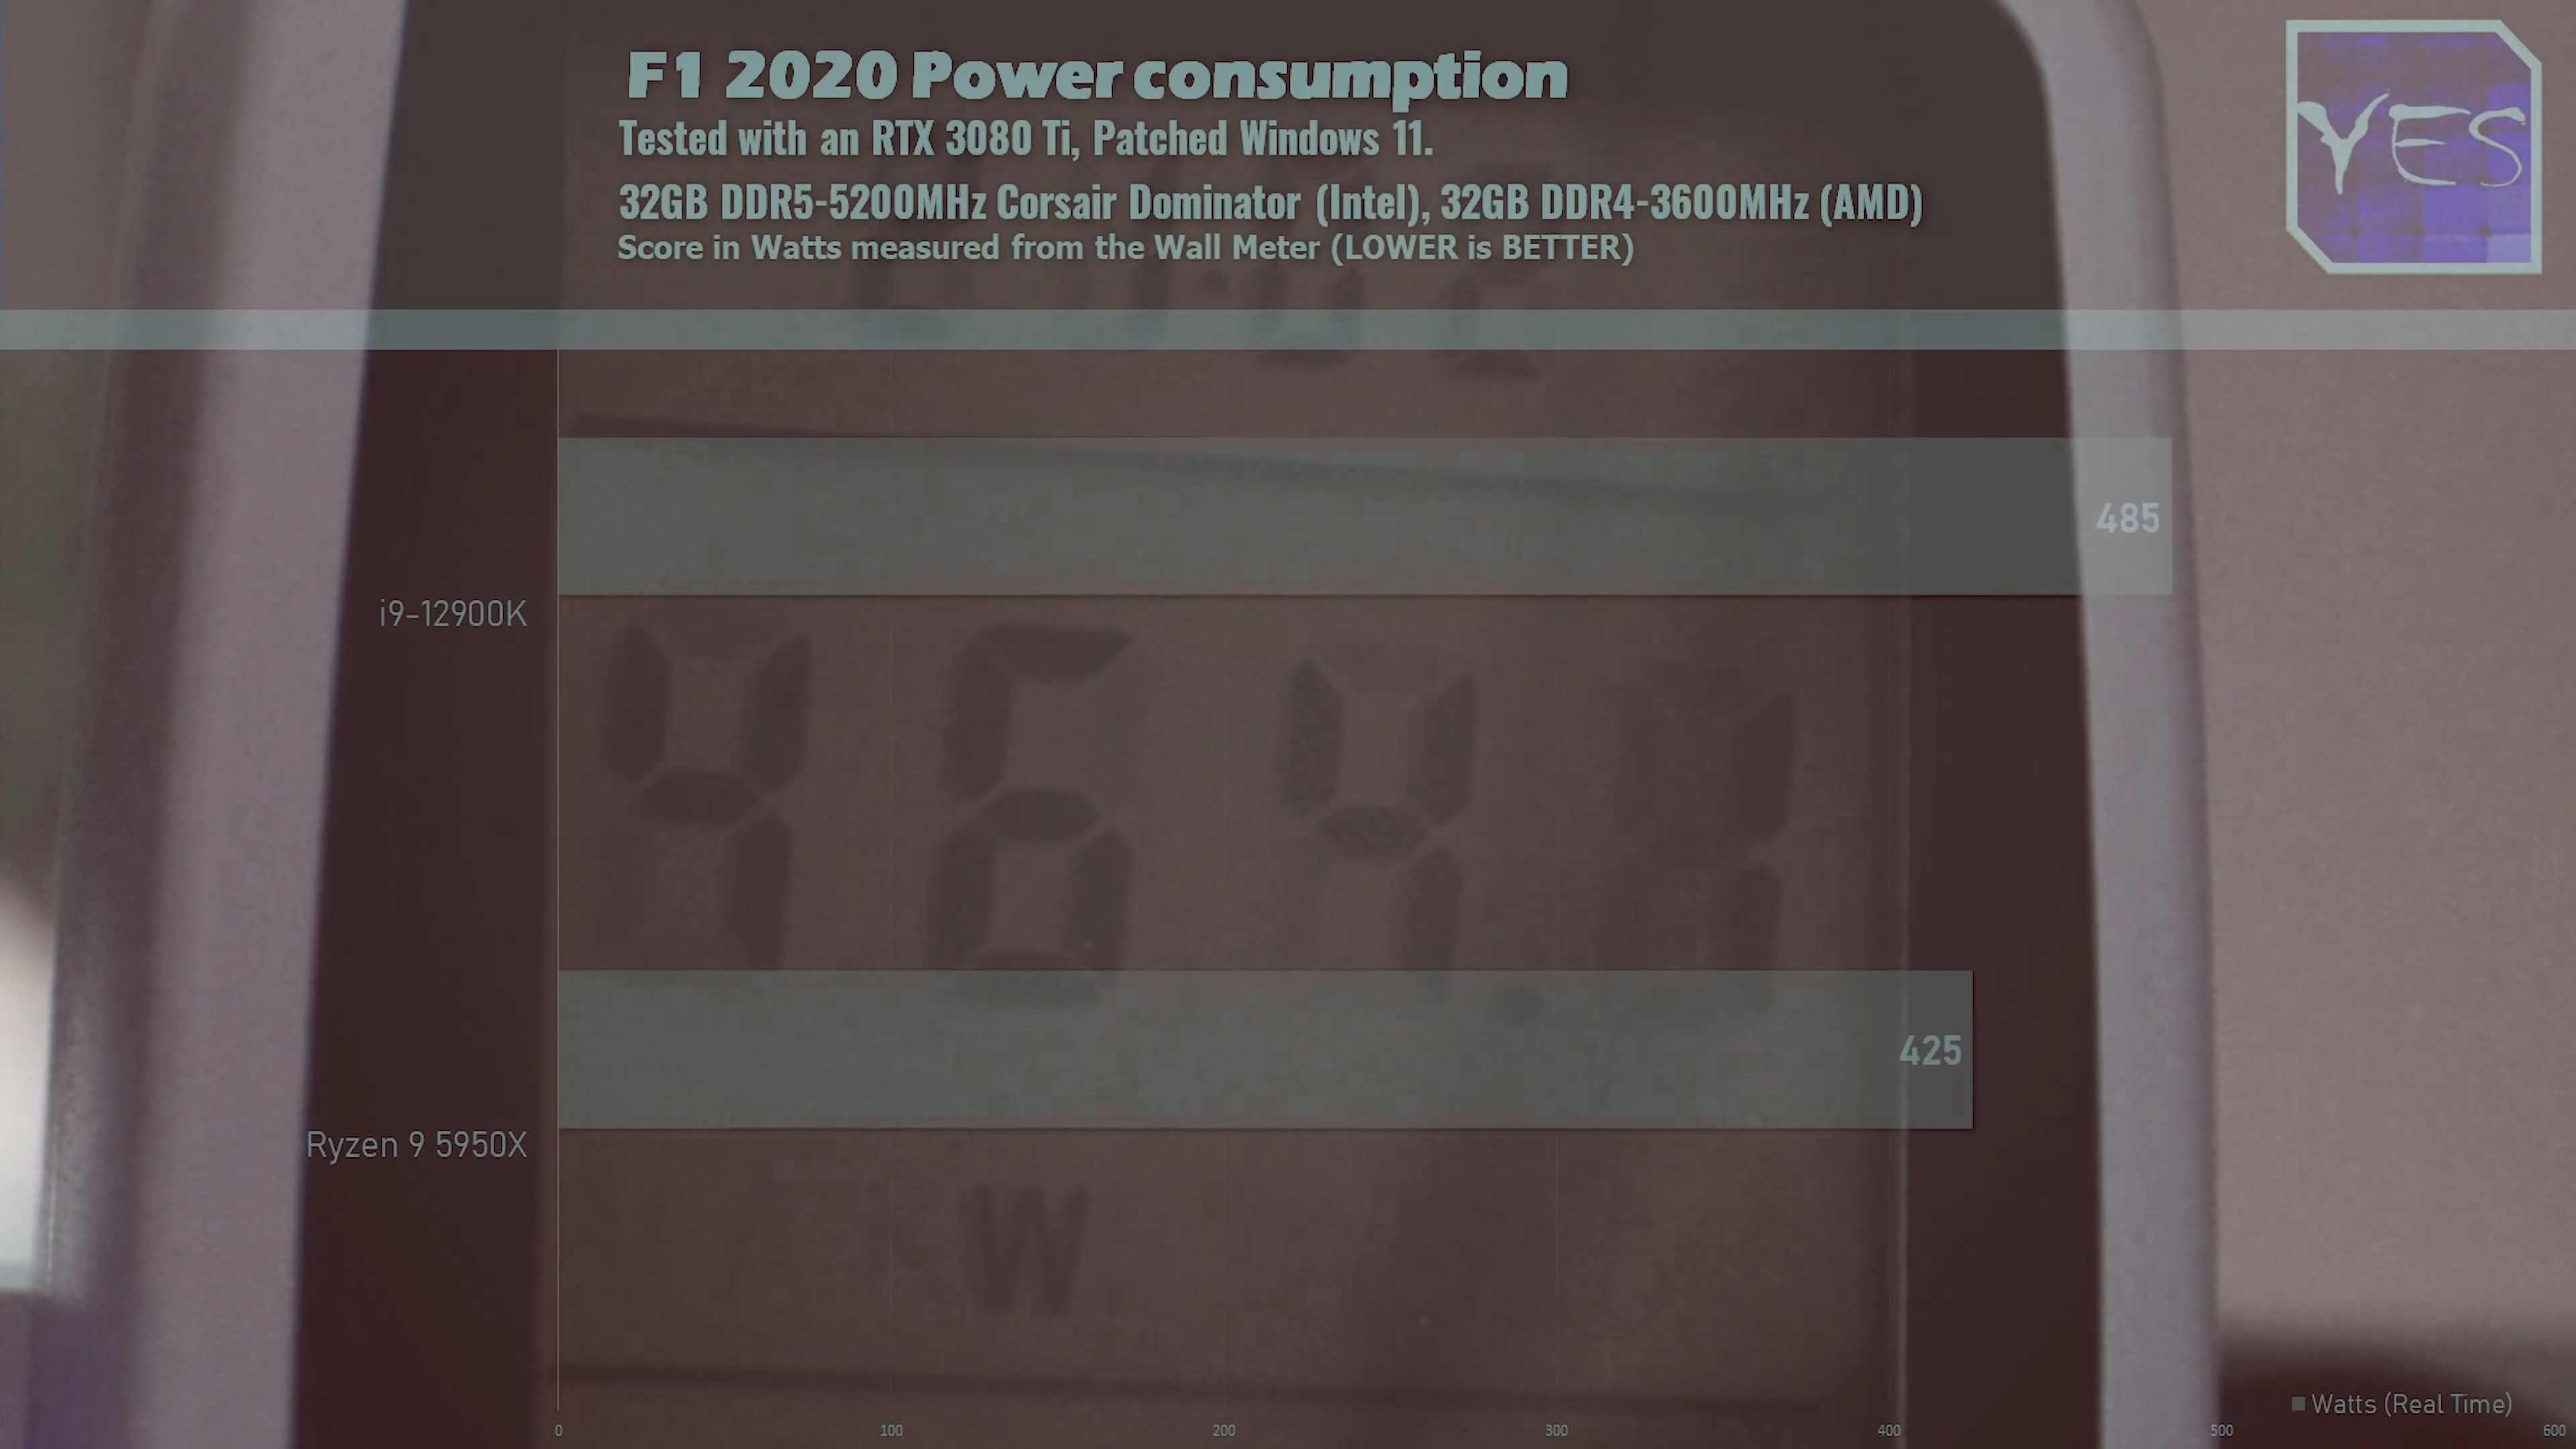 F1 2020 Power consumption
YES
Tested with an RTX 3080 Ti, Patched Windows 11.
32GB DDR5-5200MHz Corsair Dominator (Intel), 32GB DDR4-3600MHz (AMD)
Score in Watts measured from the Wall Meter (LOWER is BETTER)
485
i9-12900K
464.1
425
Ryzen 9 5950X
W
Watts (Real Time)
0 100 200 300 400 500 600